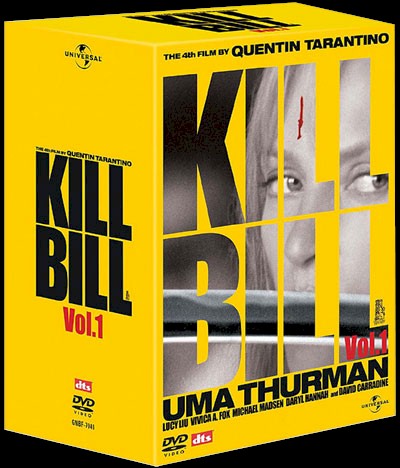 UNIVERSAL
THE 4th FILM BY QUENTIN TARANTINO
KILL
BILL
Vol.1
dts
DVD
VIDEO
THE 4th FILM BY QUENTIN TARANTINO
KILL
BILL
Vol.1
UMA THURMAN
LUCY LIU VIVICA A. FOX MICHAEL MADSEN DARYL HANNAH and DAVID CARRADINE
DVD
VIDEO
dts
UNIVERSAL